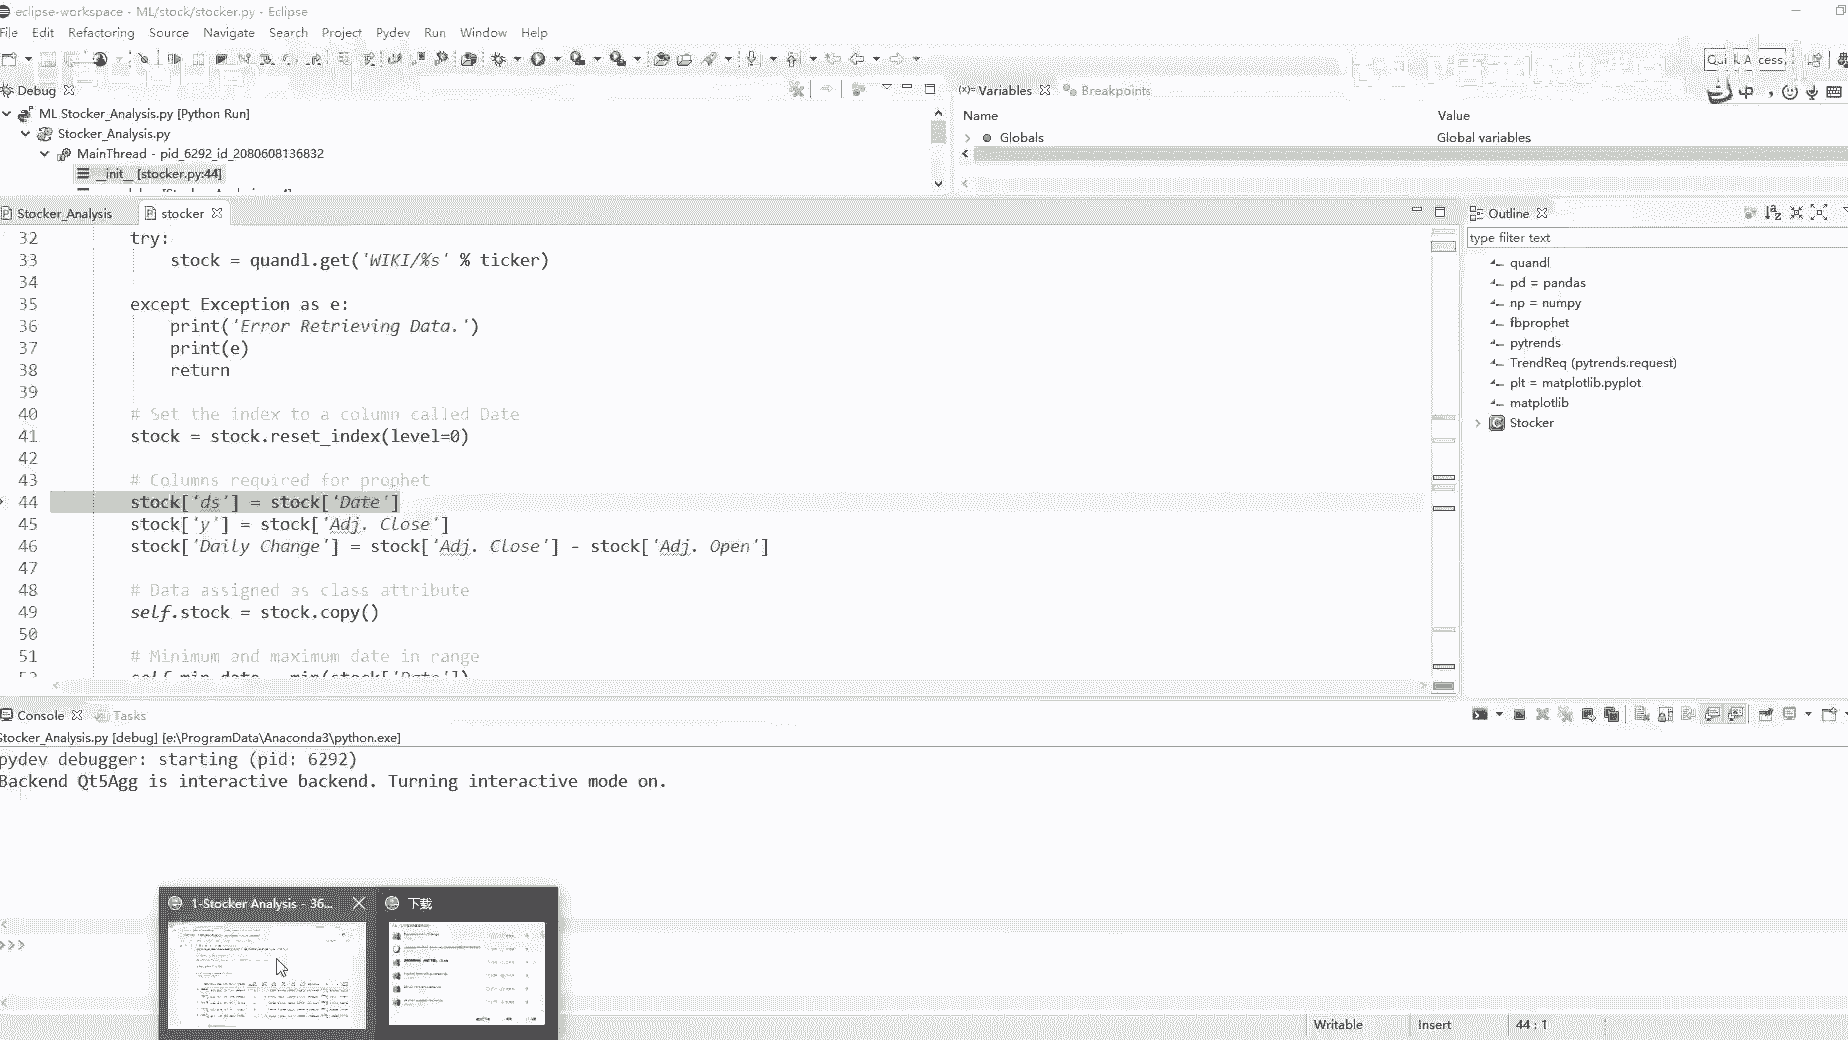 eclipse-workspace - ML/stock/stocker.py - Eclipse
File Edit Refactoring Source Navigate Search Project Pydev Run Window Help
Access
Debug
ML Stocker_Analysis.py [Python Run]
Stocker_Analysis.py
MainThread - pid_6292_id_2080608136832
__init__ [stocker.py:44]
(x)= Variables
Breakpoints
Name Value
Globals Global variables
中
Stocker_Analysis
stocker
32 try:
33 stock = quandl.get('WIKI/%s' % ticker)
34
35 except Exception as e:
36 print('Error Retrieving Data.')
37 print(e)
38 return
39
40 # Set the index to a column called Date
41 stock = stock.reset_index(level=0)
42
43 # Columns required for prophet
44 stock['ds'] = stock['Date']
45 stock['y'] = stock['Adj. Close']
46 stock['Daily Change'] = stock['Adj. Close'] - stock['Adj. Open']
47
48 # Data assigned as class attribute
49 self.stock = stock.copy()
50
51 # Minimum and maximum date in range
Outline
type filter text
quandl
pd = pandas
np = numpy
fbprophet
pytrends
TrendReq (pytrends.request)
plt = matplotlib.pyplot
matplotlib
Stocker
Console
Tasks
Stocker_Analysis.py [debug] [e:\ProgramData\Anaconda3\python.exe]
pydev debugger: starting (pid: 6292)
Backend Qt5Agg is interactive backend. Turning interactive mode on.
1-Stocker Analysis - 36...
下载
>>>
Writable Insert 44 : 1